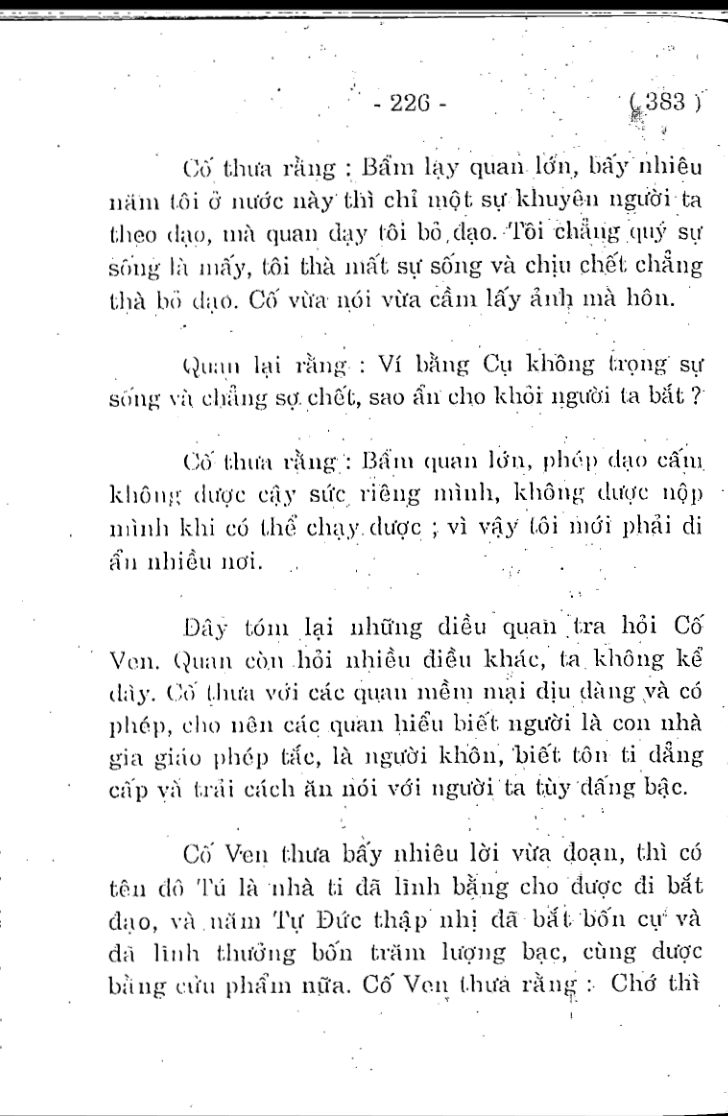 - 226 - ( 383 )
Cố thưa rằng : Bẩm lạy quan lớn, bấy nhiêu
năm tôi ở nước này thì chỉ một sự khuyên người ta
theo đạo, mà quan dạy tôi bỏ đạo. Tôi chẳng quý sự
sống là mấy, tôi thà mất sự sống và chịu chết chẳng
thà bỏ đạo. Cố vừa nói vừa cầm lấy ảnh mà hôn.
Quan lại rằng : Ví bằng Cụ không trọng sự
sống và chẳng sợ chết, sao ẩn cho khỏi người ta bắt ?
Cố thưa rằng : Bẩm quan lớn, phép đạo cấm
không được cậy sức riêng mình, không được nộp
mình khi có thể chạy được ; vì vậy tôi mới phải đi
ẩn nhiều nơi.
Đây tóm lại những điều quan tra hỏi Cố
Ven. Quan còn hỏi nhiều điều khác, ta không kể
đây. Cố thưa với các quan mềm mại dịu dàng và có
phép, cho nên các quan hiểu biết người là con nhà
gia giáo phép tắc, là người khôn, biết tôn ti đẳng
cấp và trải cách ăn nói với người ta tùy đấng bậc.
Cố Ven thưa bấy nhiêu lời vừa đoạn, thì có
tên đô Tú là nhà ti đã lĩnh bằng cho được đi bắt
đạo, và năm Tự Đức thập nhị đã bắt bốn cụ và
đã lĩnh thưởng bốn trăm lượng bạc, cùng được
bằng cửu phẩm nữa. Cố Ven thưa rằng : Chớ thì